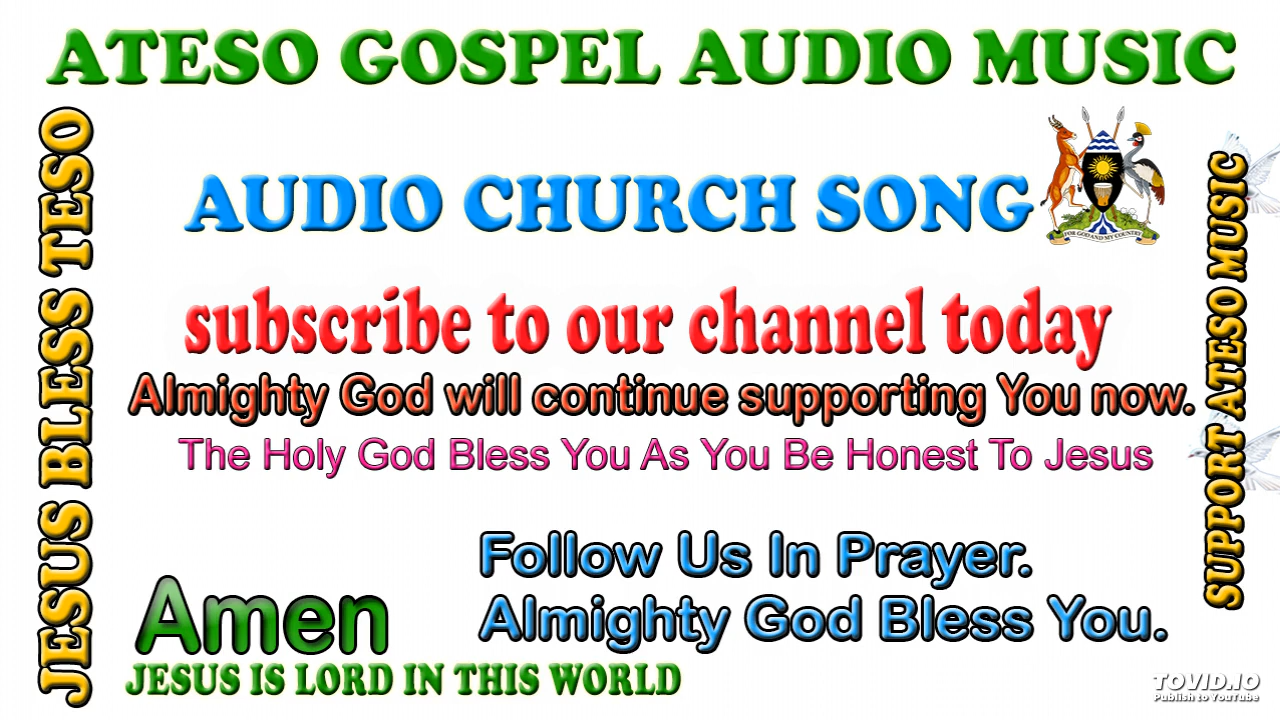 ATESO GOSPEL AUDIO MUSIC
JESUS BLESS TESO
AUDIO CHURCH SONG
FOR GOD AND MY COUNTRY
subscribe to our channel today
Almighty God will continue supporting You now.
The Holy God Bless You As You Be Honest To Jesus
SUPPORT ATESO MUSIC
Follow Us In Prayer.
Almighty God Bless You.
Amen
JESUS IS LORD IN THIS WORLD
TOVID.IO
Publish to YouTube